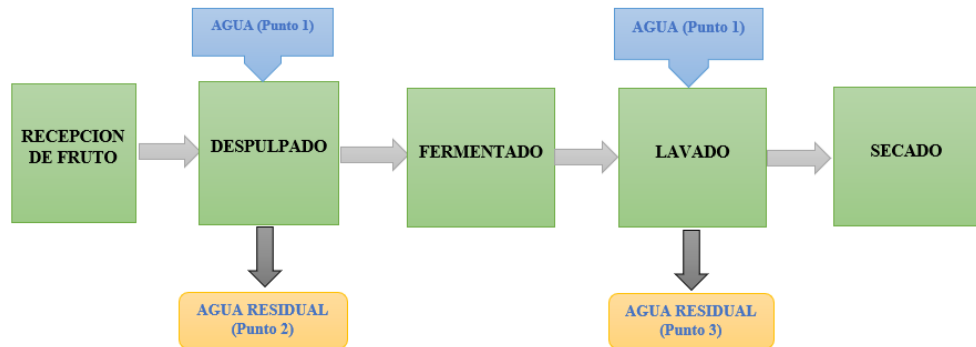 AGUA (Punto 1)
AGUA (Punto 1)
RECEPCION
DE FRUTO
DESPULPADO
FERMENTADO
LAVADO
SECADO
AGUA RESIDUAL
(Punto 2)
AGUA RESIDUAL
(Punto 3)